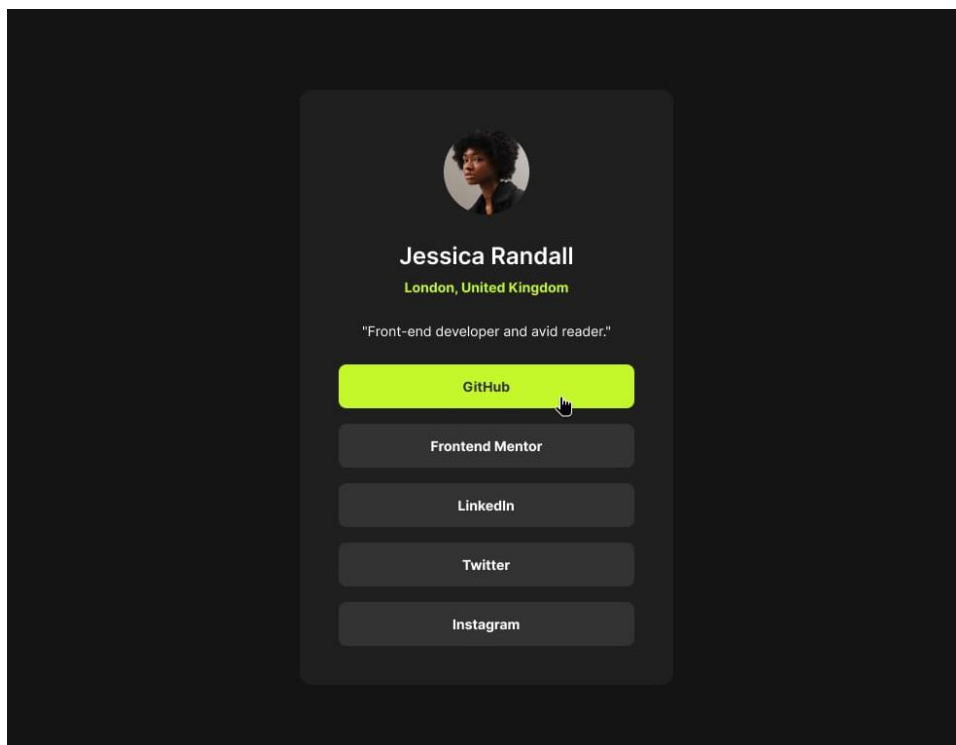 Jessica Randall
London, United Kingdom
"Front-end developer and avid reader."
GitHub
Frontend Mentor
LinkedIn
Twitter
Instagram